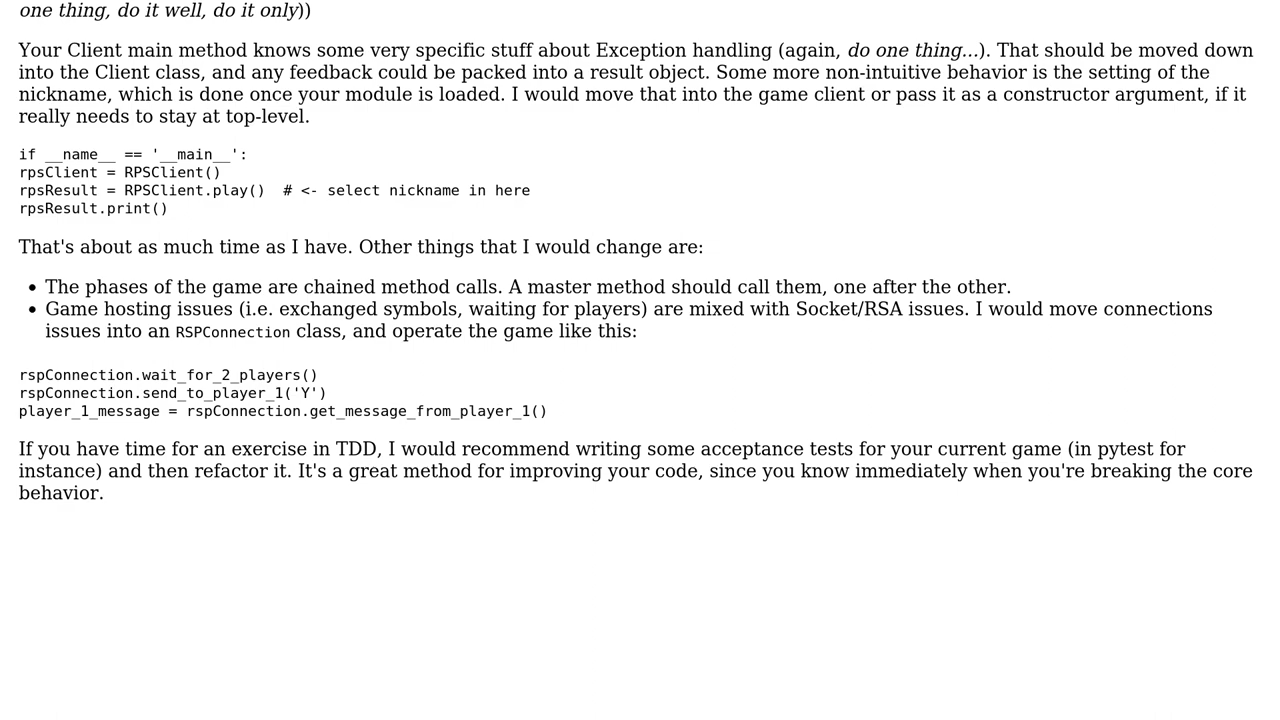 one thing, do it well, do it only))
Your Client main method knows some very specific stuff about Exception handling (again, do one thing...). That should be moved down
into the Client class, and any feedback could be packed into a result object. Some more non-intuitive behavior is the setting of the
nickname, which is done once your module is loaded. I would move that into the game client or pass it as a constructor argument, if it
really needs to stay at top-level.
if __name__ == '__main__':
rpsClient = RPSClient()
rpsResult = RPSClient.play()  # <- select nickname in here
rpsResult.print()
That's about as much time as I have. Other things that I would change are:
• The phases of the game are chained method calls. A master method should call them, one after the other.
• Game hosting issues (i.e. exchanged symbols, waiting for players) are mixed with Socket/RSA issues. I would move connections
issues into an RSPConnection class, and operate the game like this:
rspConnection.wait_for_2_players()
rspConnection.send_to_player_1('Y')
player_1_message = rspConnection.get_message_from_player_1()
If you have time for an exercise in TDD, I would recommend writing some acceptance tests for your current game (in pytest for
instance) and then refactor it. It's a great method for improving your code, since you know immediately when you're breaking the core
behavior.